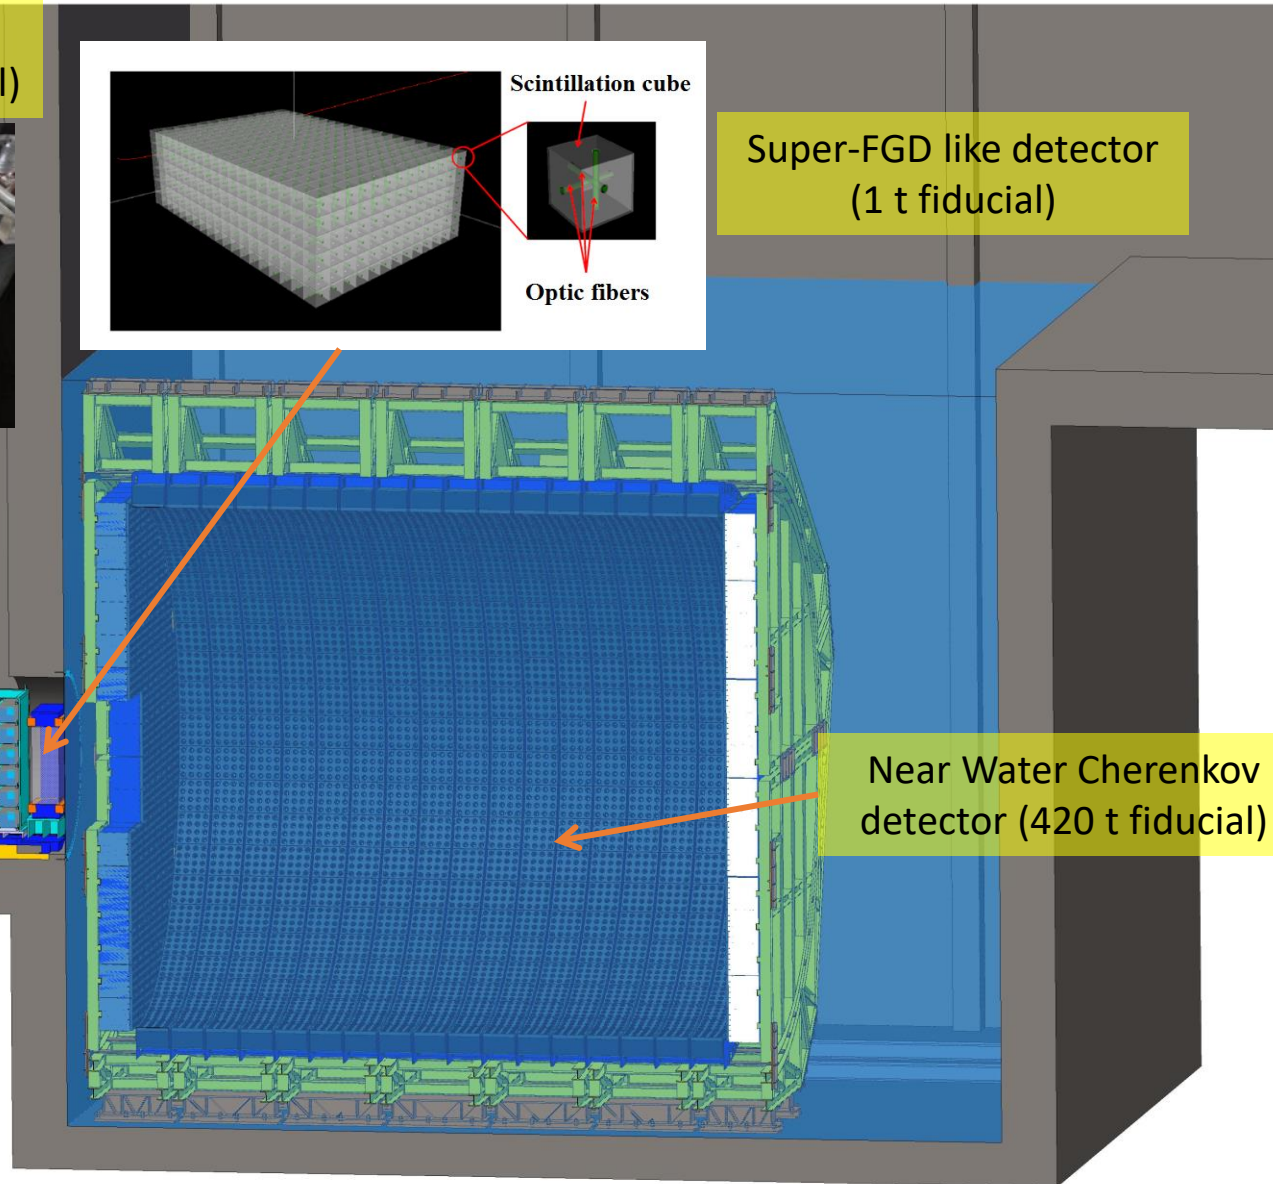 l)
Scintillation cube
Optic fibers
Super-FGD like detector
(1 t fiducial)
Near Water Cherenkov
detector (420 t fiducial)